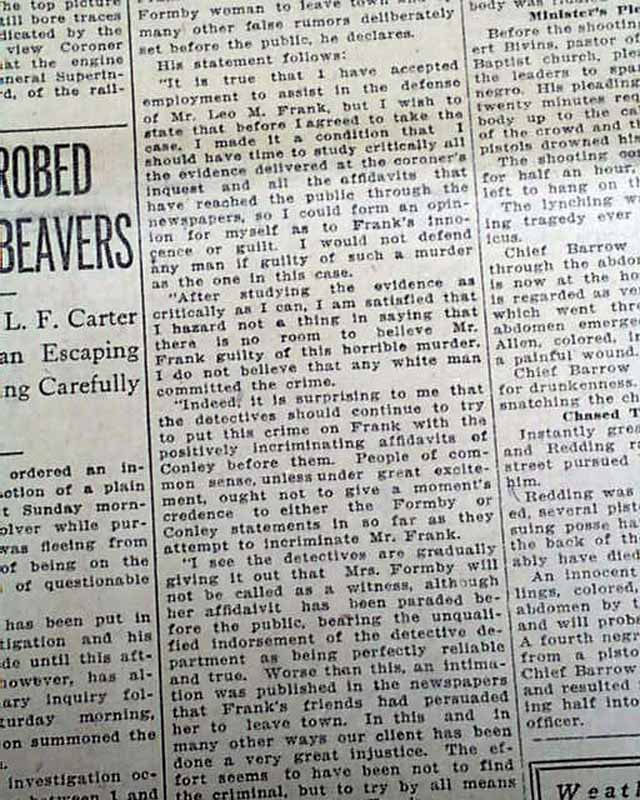 The top picture
still bore traces
dicated by the
view Coroner
at the engine
neral Superin-
d, of the rail-
ROBED
BEAVERS
L. F. Carter
an Escaping
ng Carefully
ordered an in-
ction of a plain
t Sunday morn-
olver while pur-
was fleeing from
of being on the
of questionable
has been put in
tigation and his
de until this aft-
however, has al-
ary inquiry fol-
turday morning,
on summoned the
investigation oc-
between 1 and
Formby woman to leave town
many other false rumors deliberately
set before the public, he declares.
His statement follows:
"It is true that I have accepted
employment to assist in the defense
of Mr. Leo M. Frank, but I wish to
state that before I agreed to take the
case, I made it a condition that I
should have time to study critically all
the evidence delivered at the coroner's
inquest and all the affidavits that
have reached the public through the
newspapers, so I could form an opin-
ion for myself as to Frank's inno-
cence or guilt. I would not defend
any man if guilty of such a murder
as the one in this case.
"After studying the evidence as
critically as I can, I am satisfied that
I hazard not a thing in saying that
there is no room to believe Mr.
Frank guilty of this horrible murder.
I do not believe that any white man
committed the crime.
"Indeed, it is surprising to me that
the detectives should continue to try
to put this crime on Frank with the
positively incriminating affidavits of
Conley before them. People of com-
mon sense, unless under great excite-
ment, ought not to give a moment's
credence to either the Formby or
Conley statements in so far as they
attempt to incriminate Mr. Frank.
"I see the detectives are gradually
giving it out that Mrs. Formby will
not be called as a witness, although
her affidavit has been paraded be-
fore the public, bearing the unquali-
fied indorsement of the detective de-
partment as being perfectly reliable
and true. Worse than this, an intima-
tion was published in the newspapers
that Frank's friends had persuaded
her to leave town. In this and in
many other ways our client has been
done a very great injustice. The ef-
fort seems to have been not to find
the criminal, but to try by all means
body was
Minister's
Before the shooting
ert Bivins, pastor of
Baptist church, plea
the leaders to spar
negro. His pleading
twenty minutes req
body up to the ca
of the crowd and th
pistols drowned his
The shooting con
for half an hour,
left to hang on th
The lynching w
ing tragedy ever
icus.
Chief Barrow
through the abdom
is now at the ho
is regarded as ver
which went thro
abdomen emerge
Allen, colored, in
a painful wound.
Chief Barrow
for drunkenness.
snatching the ch
Chased T
Instantly grea
and Redding ra
street pursued
him.
Redding was
ed, several pist
suing posse ha
the back of th
ably have died
An innocent
lings, colored,
abdomen by t
and will prob
A fourth negr
from a pisto
Chief Barrow
and resulted
ing half into
officer.
Weat